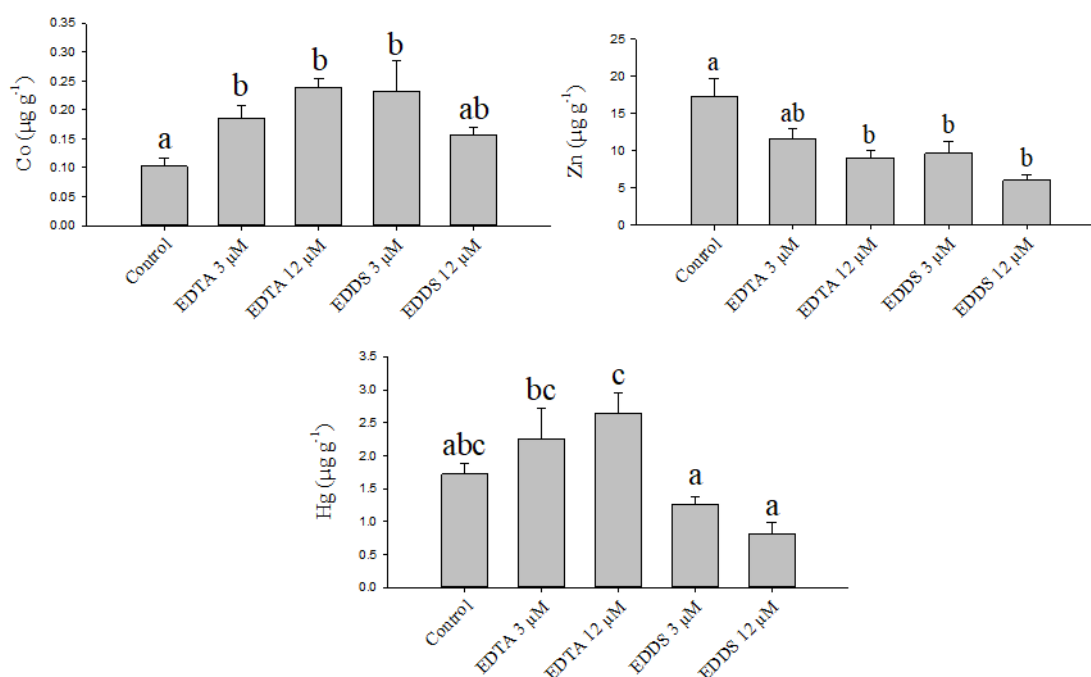 0.35
0.30
0.25
0.20
0.15
0.10
0.05
0.00
Co (µg g⁻¹)
a
b
b
b
ab
Control
EDTA 3 µM
EDTA 12 µM
EDDS 3 µM
EDDS 12 µM
25
20
15
10
5
0
Zn (µg g⁻¹)
a
ab
b
b
b
Control
EDTA 3 µM
EDTA 12 µM
EDDS 3 µM
EDDS 12 µM
3.5
3.0
2.5
2.0
1.5
1.0
0.5
0.0
Hg (µg g⁻¹)
abc
bc
c
a
a
Control
EDTA 3 µM
EDTA 12 µM
EDDS 3 µM
EDDS 12 µM